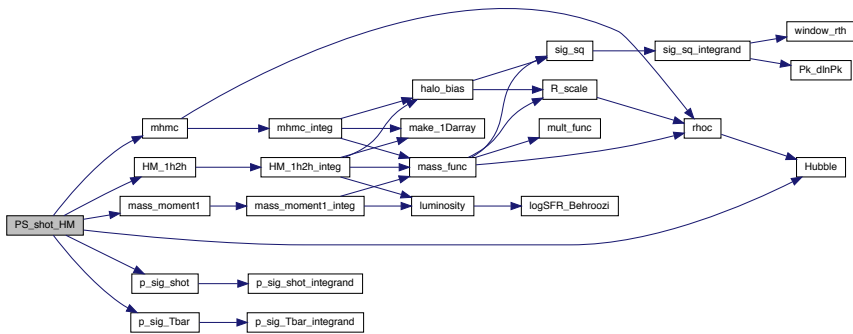 PS_shot_HM
mhmc
HM_1h2h
mass_moment1
p_sig_shot
p_sig_Tbar
mhmc_integ
HM_1h2h_integ
mass_moment1_integ
p_sig_shot_integrand
p_sig_Tbar_integrand
halo_bias
make_1Darray
mass_func
luminosity
sig_sq
R_scale
mult_func
logSFR_Behroozi
sig_sq_integrand
rhoc
window_rth
Pk_dlnPk
Hubble